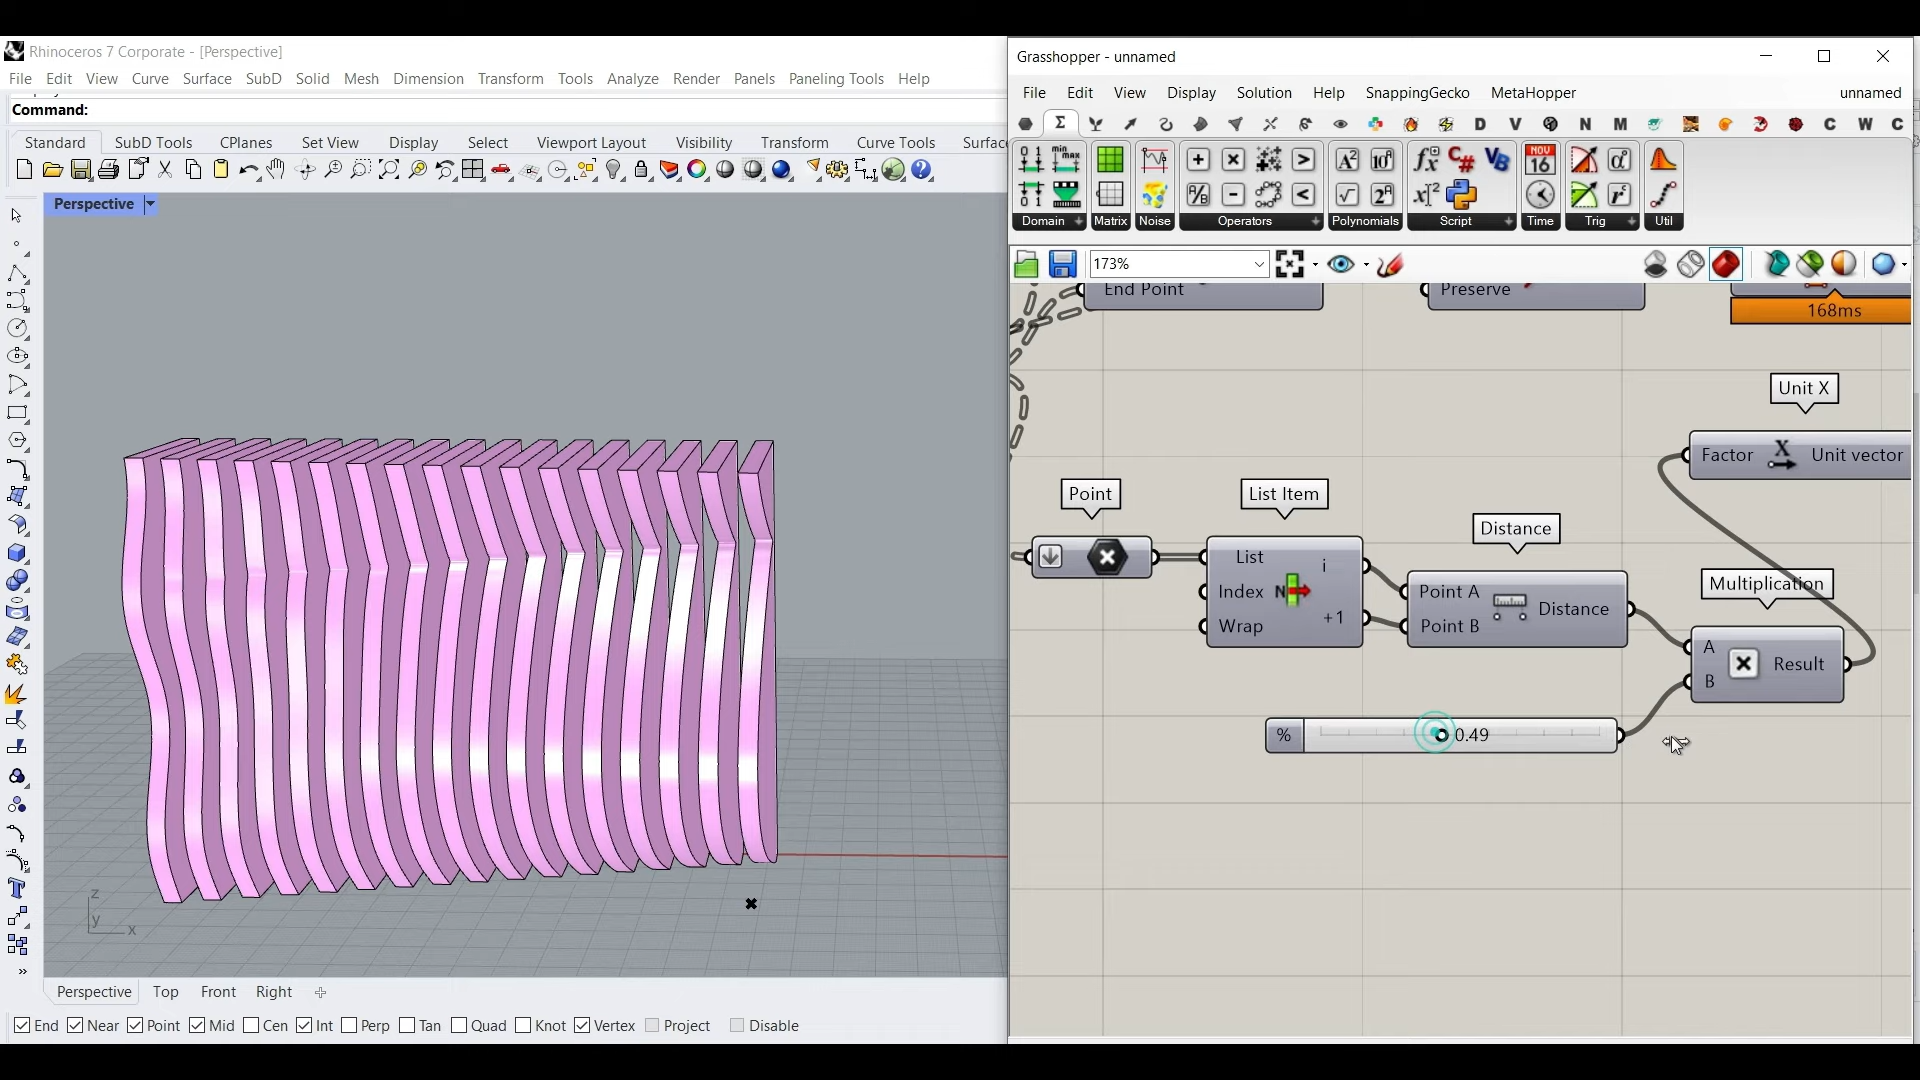 Rhinoceros 7 Corporate - [Perspective]
File Edit View Curve Surface SubD Solid Mesh Dimension Transform Tools Analyze Render Panels Paneling Tools Help
Command:
Standard SubD Tools CPlanes Set View Display Select Viewport Layout Visibility Transform Curve Tools Surfac
Perspective
z
y
x
Perspective Top Front Right
End Near Point Mid Cen Int Perp Tan Quad Knot Vertex Project Disable
Grasshopper - unnamed
File Edit View Display Solution Help SnappingGecko MetaHopper unnamed
D V N M C W C
Domain Matrix Noise Operators Polynomials Script Time Trig Util
173%
End Point
Preserve
168ms
Unit X
Factor X Unit vector
Point
List Item
Distance
Multiplication
List i
Index N
Wrap +1
Point A Distance
Point B
A Result
B
% 0.49